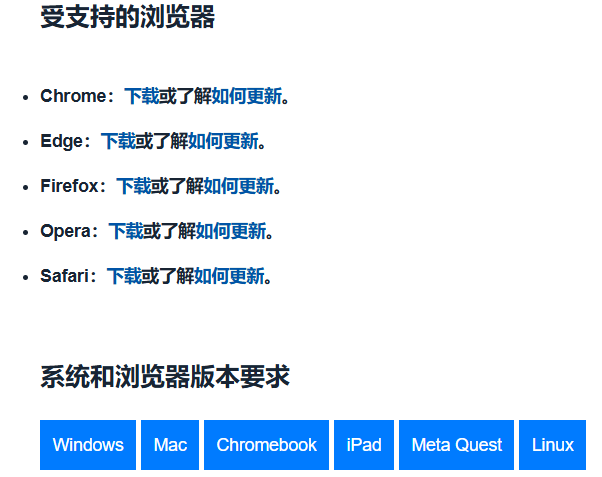 受支持的浏览器
Chrome：下载或了解如何更新。
Edge：下载或了解如何更新。
Firefox：下载或了解如何更新。
Opera：下载或了解如何更新。
Safari：下载或了解如何更新。
系统和浏览器版本要求
Windows Mac Chromebook iPad Meta Quest Linux